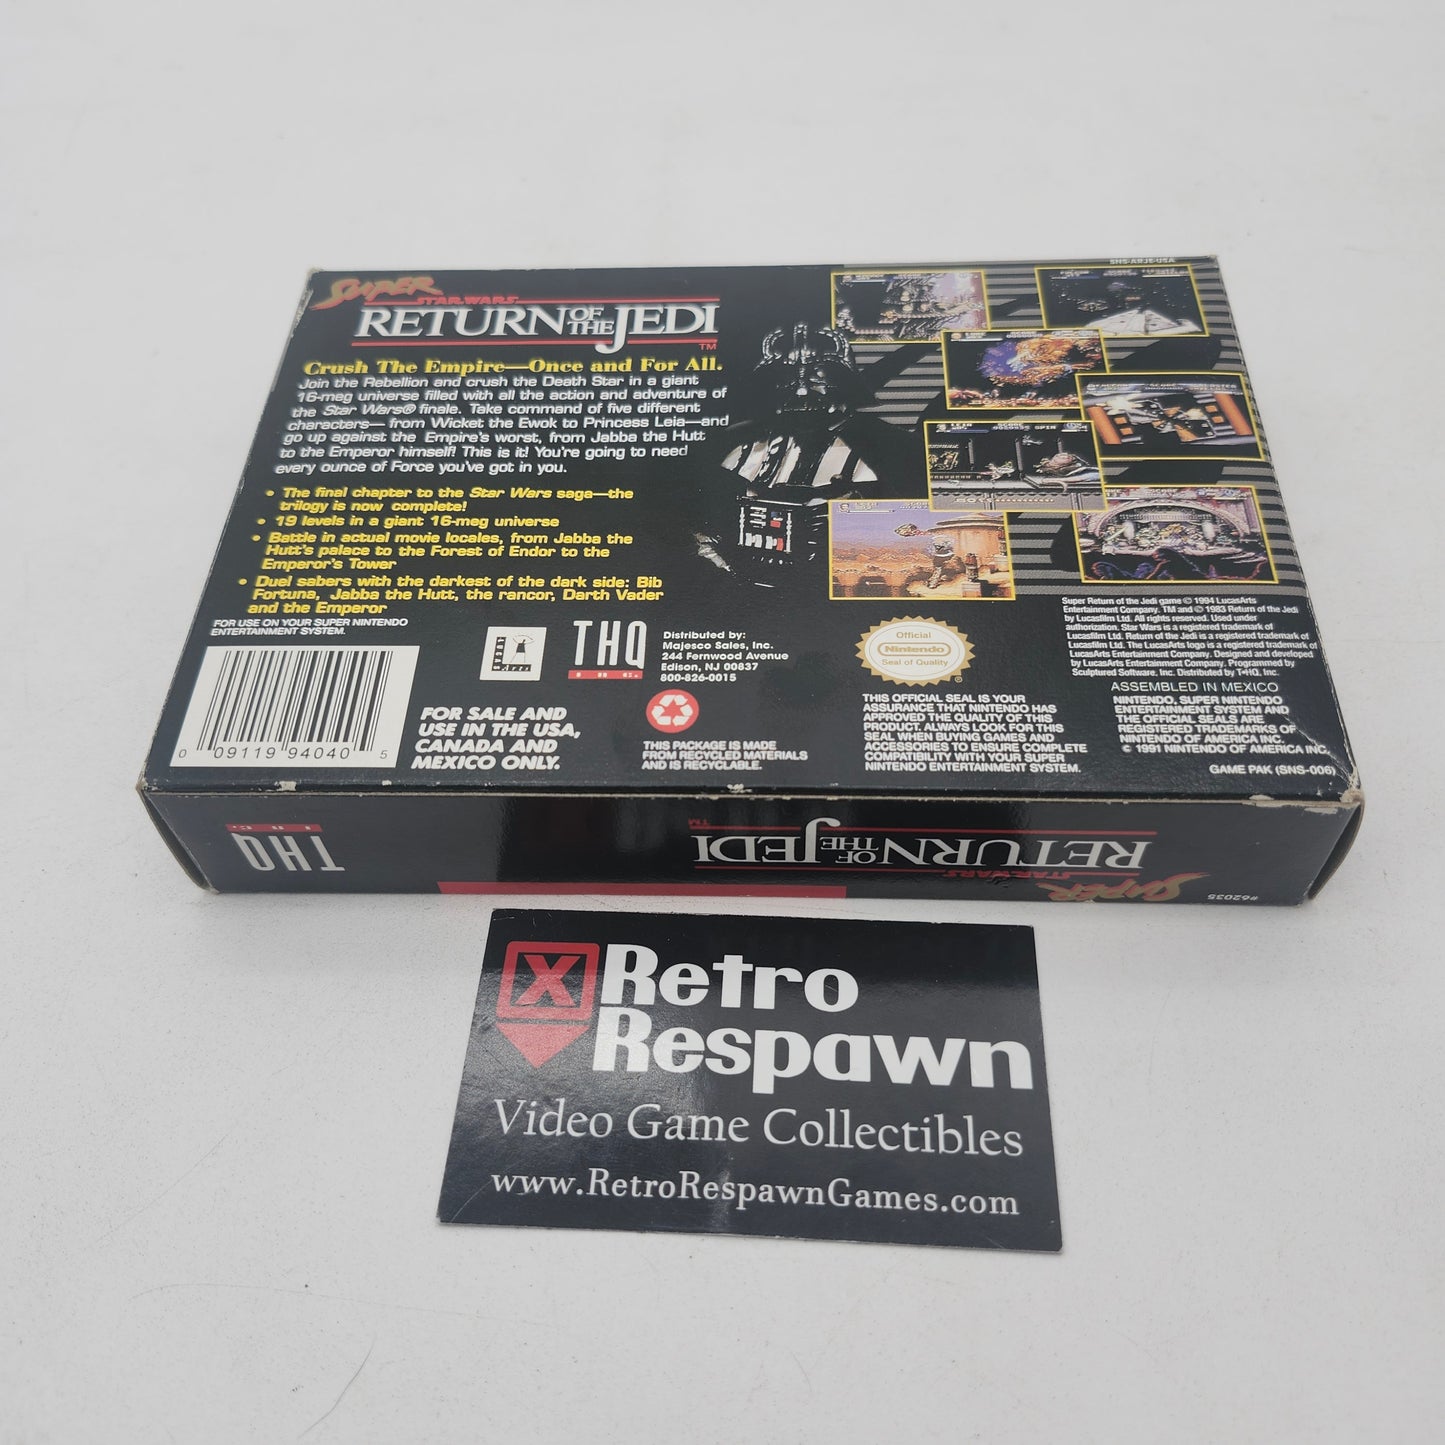 SUPER
STAR WARS
RETURN OF THE JEDI
TM
Crush The Empire—Once and For All.
Join the Rebellion and crush the Death Star in a giant
16-meg universe filled with all the action and adventure of
the Star Wars® finale. Take command of five different
characters— from Wicket the Ewok to Princess Leia—and
go up against the Empire's worst, from Jabba the Hutt
to the Emperor himself! This is it! You're going to need
every ounce of Force you've got in you.
• The final chapter to the Star Wars saga—the
trilogy is now complete!
• 19 levels in a giant 16-meg universe
• Battle in actual movie locales, from Jabba the
Hutt's palace to the Forest of Endor to the
Emperor's Tower
• Duel sabers with the darkest of the dark side: Bib
Fortuna, Jabba the Hutt, the rancor, Darth Vader
and the Emperor
FOR USE ON YOUR SUPER NINTENDO
ENTERTAINMENT SYSTEM.
0 09119 94040 5
FOR SALE AND
USE IN THE USA,
CANADA AND
MEXICO ONLY.
THQ
Distributed by:
Majesco Sales, Inc.
244 Fernwood Avenue
Edison, NJ 00837
800-826-0015
THIS PACKAGE IS MADE
FROM RECYCLED MATERIALS
AND IS RECYCLABLE.
SNS-ARJE-USA
Official
Nintendo
Seal of Quality
®
THIS OFFICIAL SEAL IS YOUR
ASSURANCE THAT NINTENDO HAS
APPROVED THE QUALITY OF THIS
PRODUCT. ALWAYS LOOK FOR THIS
SEAL WHEN BUYING GAMES AND
ACCESSORIES TO ENSURE COMPLETE
COMPATIBILITY WITH YOUR SUPER
NINTENDO ENTERTAINMENT SYSTEM.
Super Return of the Jedi game © 1994 LucasArts
Entertainment Company. TM and © 1983 Return of the Jedi
by Lucasfilm Ltd. All rights reserved. Used under
authorization. Star Wars is a registered trademark of
Lucasfilm Ltd. Return of the Jedi is a registered trademark of
Lucasfilm Ltd. The LucasArts logo is a registered trademark of
LucasArts Entertainment Company. Designed and developed
by LucasArts Entertainment Company. Programmed by
Sculptured Software, Inc. Distributed by T•HQ, Inc.
ASSEMBLED IN MEXICO
NINTENDO, SUPER NINTENDO
ENTERTAINMENT SYSTEM AND
THE OFFICIAL SEALS ARE
REGISTERED TRADEMARKS OF
NINTENDO OF AMERICA INC.
© 1991 NINTENDO OF AMERICA INC.
GAME PAK (SNS-006)
THQ
SUPER
STAR WARS
RETURN OF THE JEDI
TM
#62035
X
Retro
Respawn
Video Game Collectibles
www.RetroRespawnGames.com